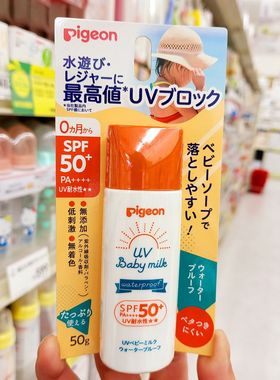 Pigeon
水遊び・
レジャーに
最高値*UVブロック
0ヵ月から
SPF
50+
PA++++
UV耐水性★★
無添加
低刺激
無着色
たっぷり
使える
50g
ベビーソープで
落としやすい!
ウォーター
プルーフ
べたつき
にくい
Pigeon
UV
Baby milk
waterproof
SPF50+
PA++++
UV耐水性★★
UVベビーミルク
ウォータープルーフ